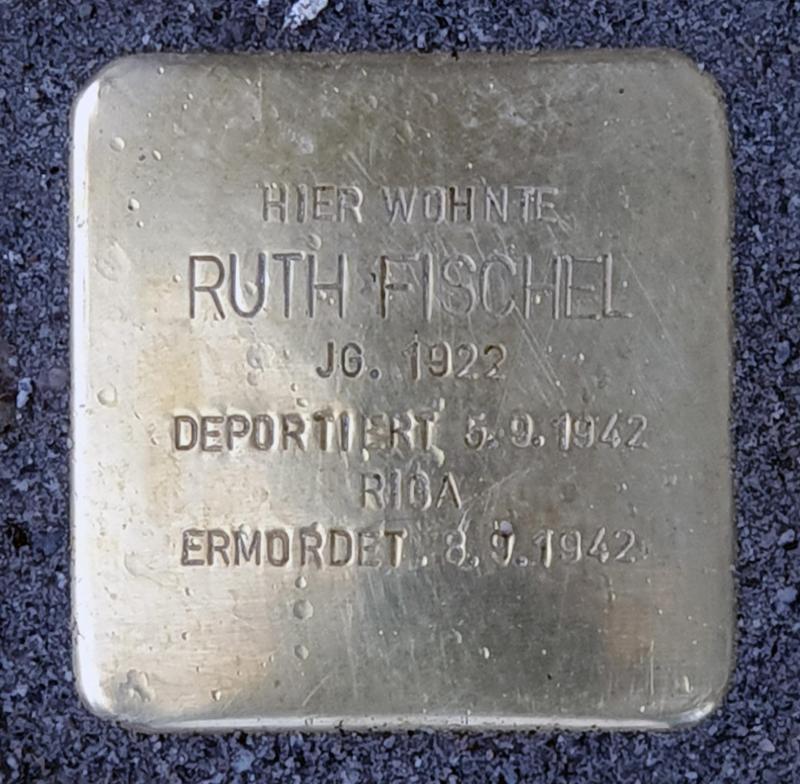 HIER WOHNTE
RUTH FISCHEL
JG. 1922
DEPORTIERT 5.9.1942
RIGA
ERMORDET 8.9.1942